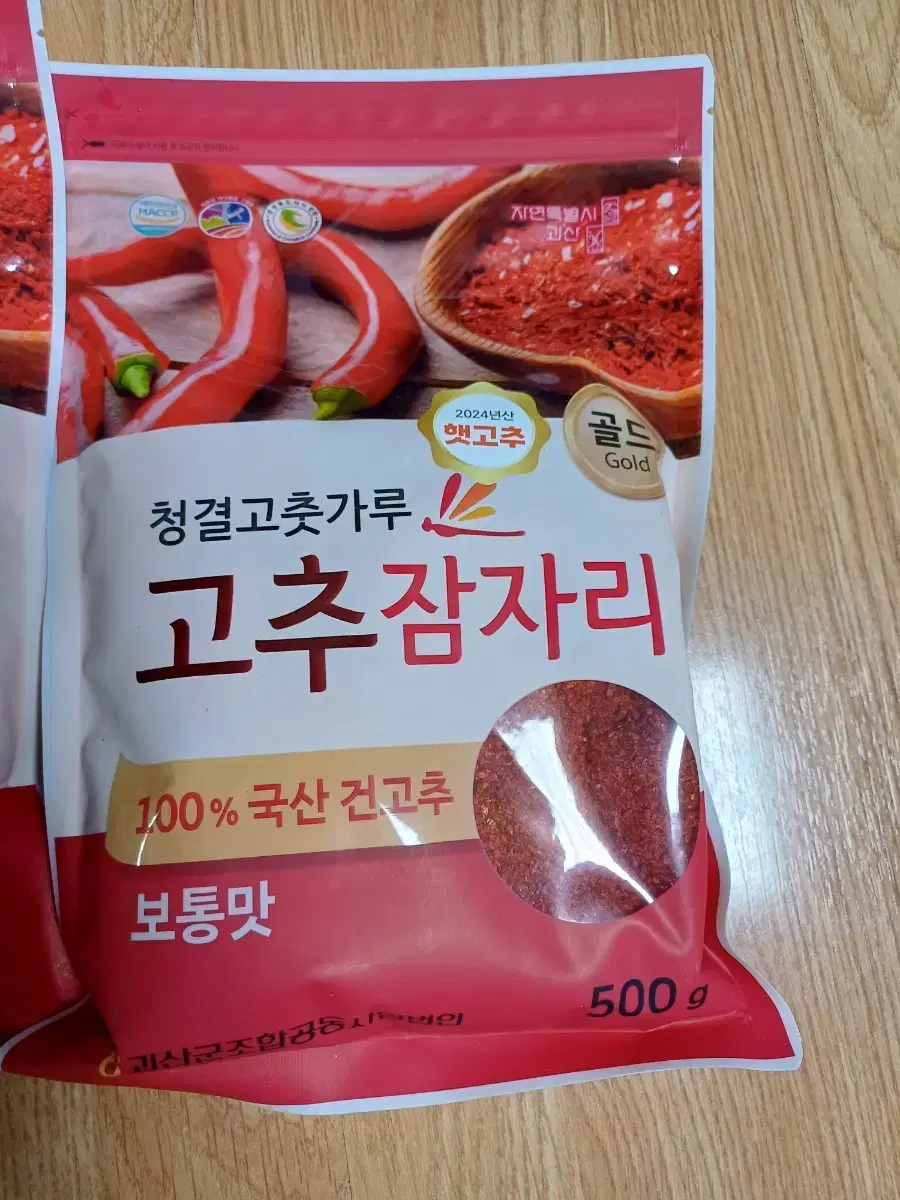 HACCP
자연특별시
괴산
2024년산
햇고추
골드
Gold
청결고춧가루
고추잠자리
100% 국산 건고추
보통맛
500 g
괴산군조합공동사업법인